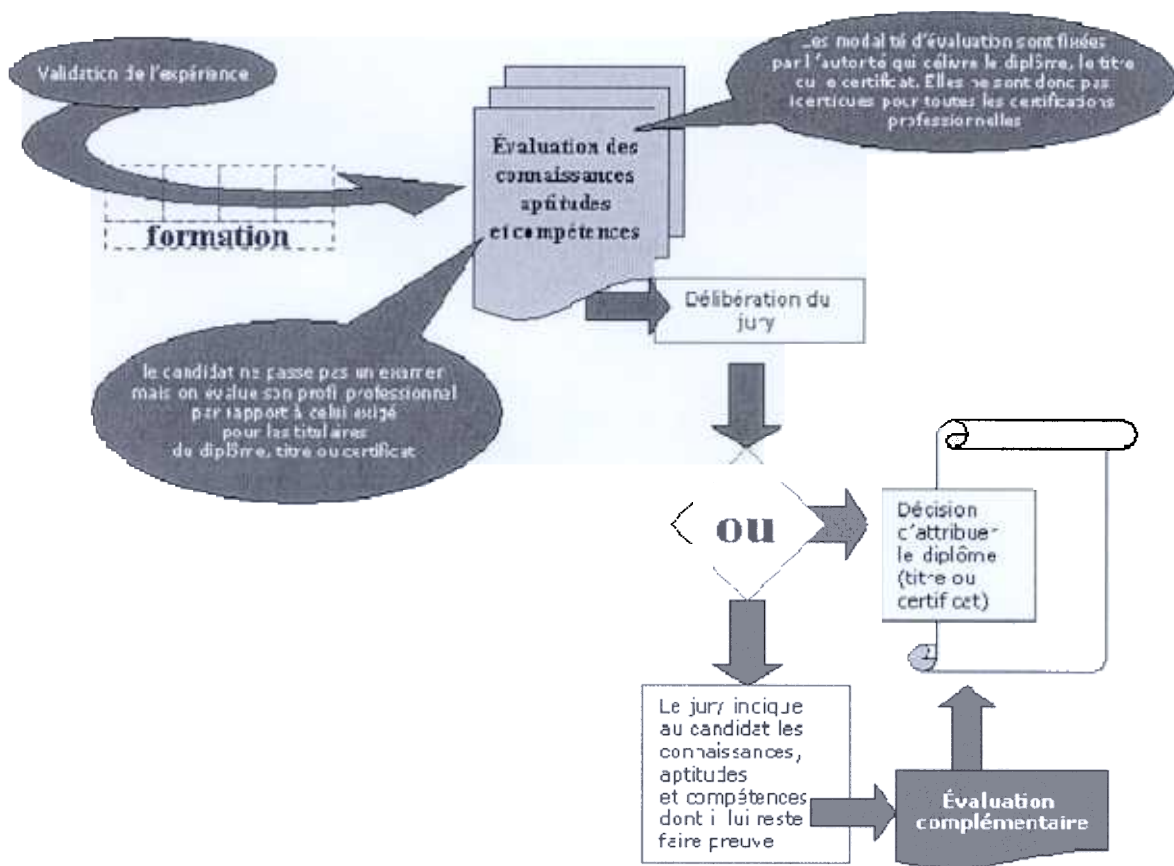 Validation de l'expérience
Les modalité d'évaluation sont fixées
par l'autorité qui délivre le diplôme, le titre
ou le certificat. Elles ne sont donc pas
identiques pour toutes les certifications
professionnelles
Évaluation des
connaissances
aptitudes
et compétences
formation
Délibération du
jury
le candidat ne passe pas un examen
mais on évalue son profil professionnel
par rapport à celui exigé
pour les titulaires
du diplôme, titre ou certificat
ou
Décision
d'attribuer
le diplôme
(titre ou
certificat)
Le jury indique
au candidat les
connaissances,
aptitudes
et compétences
dont il lui reste
faire preuve
Évaluation
complémentaire